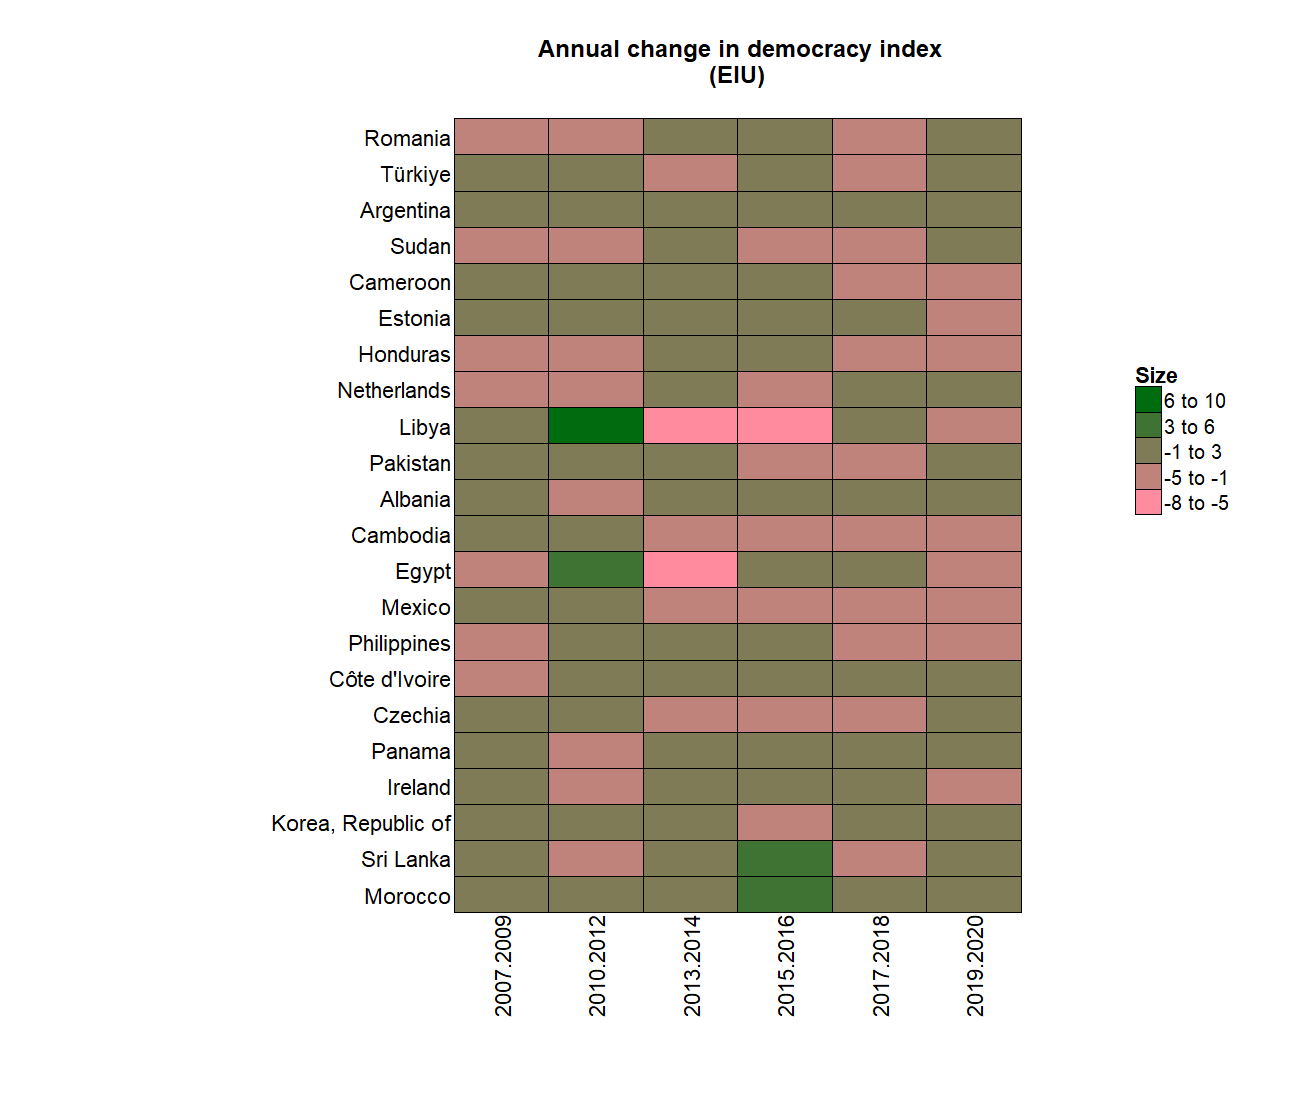 Annual change in democracy index
(EIU)
Romania
Türkiye
Argentina
Sudan
Cameroon
Estonia
Honduras
Netherlands
Libya
Pakistan
Albania
Cambodia
Egypt
Mexico
Philippines
Côte d'Ivoire
Czechia
Panama
Ireland
Korea, Republic of
Sri Lanka
Morocco
2007.2009
2010.2012
2013.2014
2015.2016
2017.2018
2019.2020
Size
6 to 10
3 to 6
-1 to 3
-5 to -1
-8 to -5